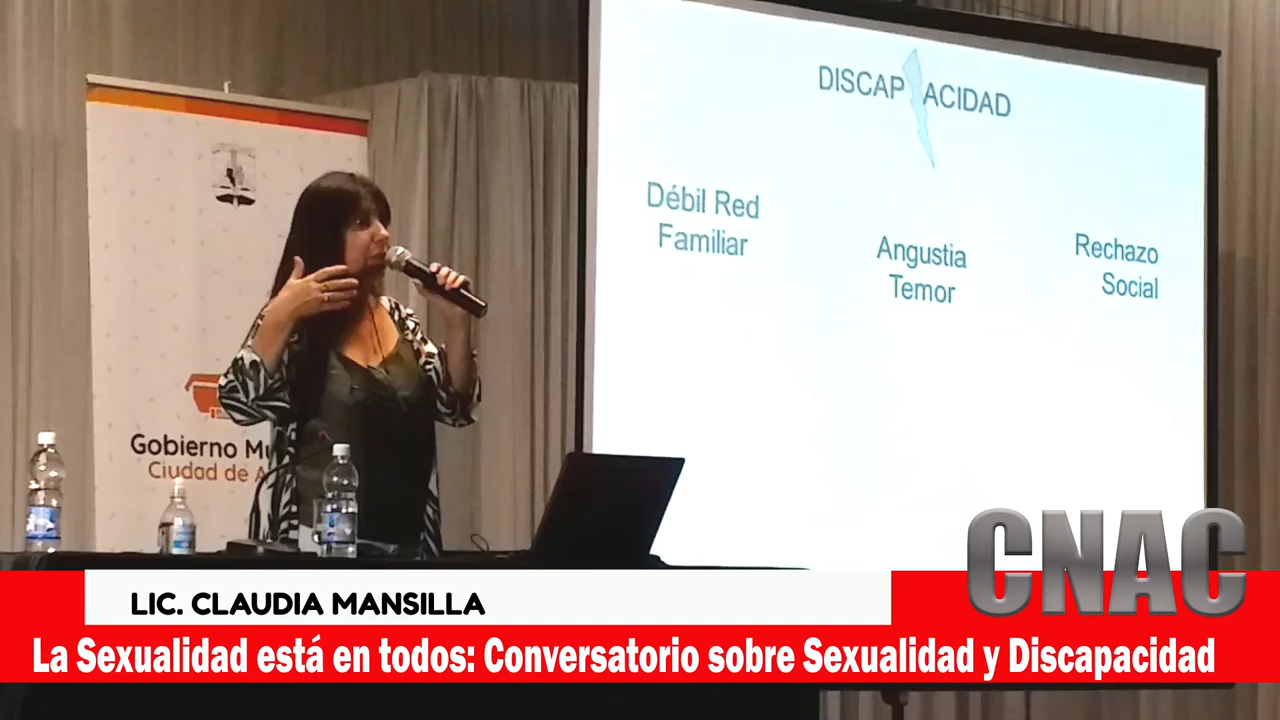 DISCAP ACIDAD
Débil Red
Familiar
Angustia
Temor
Rechazo
Social
Gobierno
Ciudad de
CNAC
LIC. CLAUDIA MANSILLA
La Sexualidad está en todos: Conversatorio sobre Sexualidad y Discapacidad